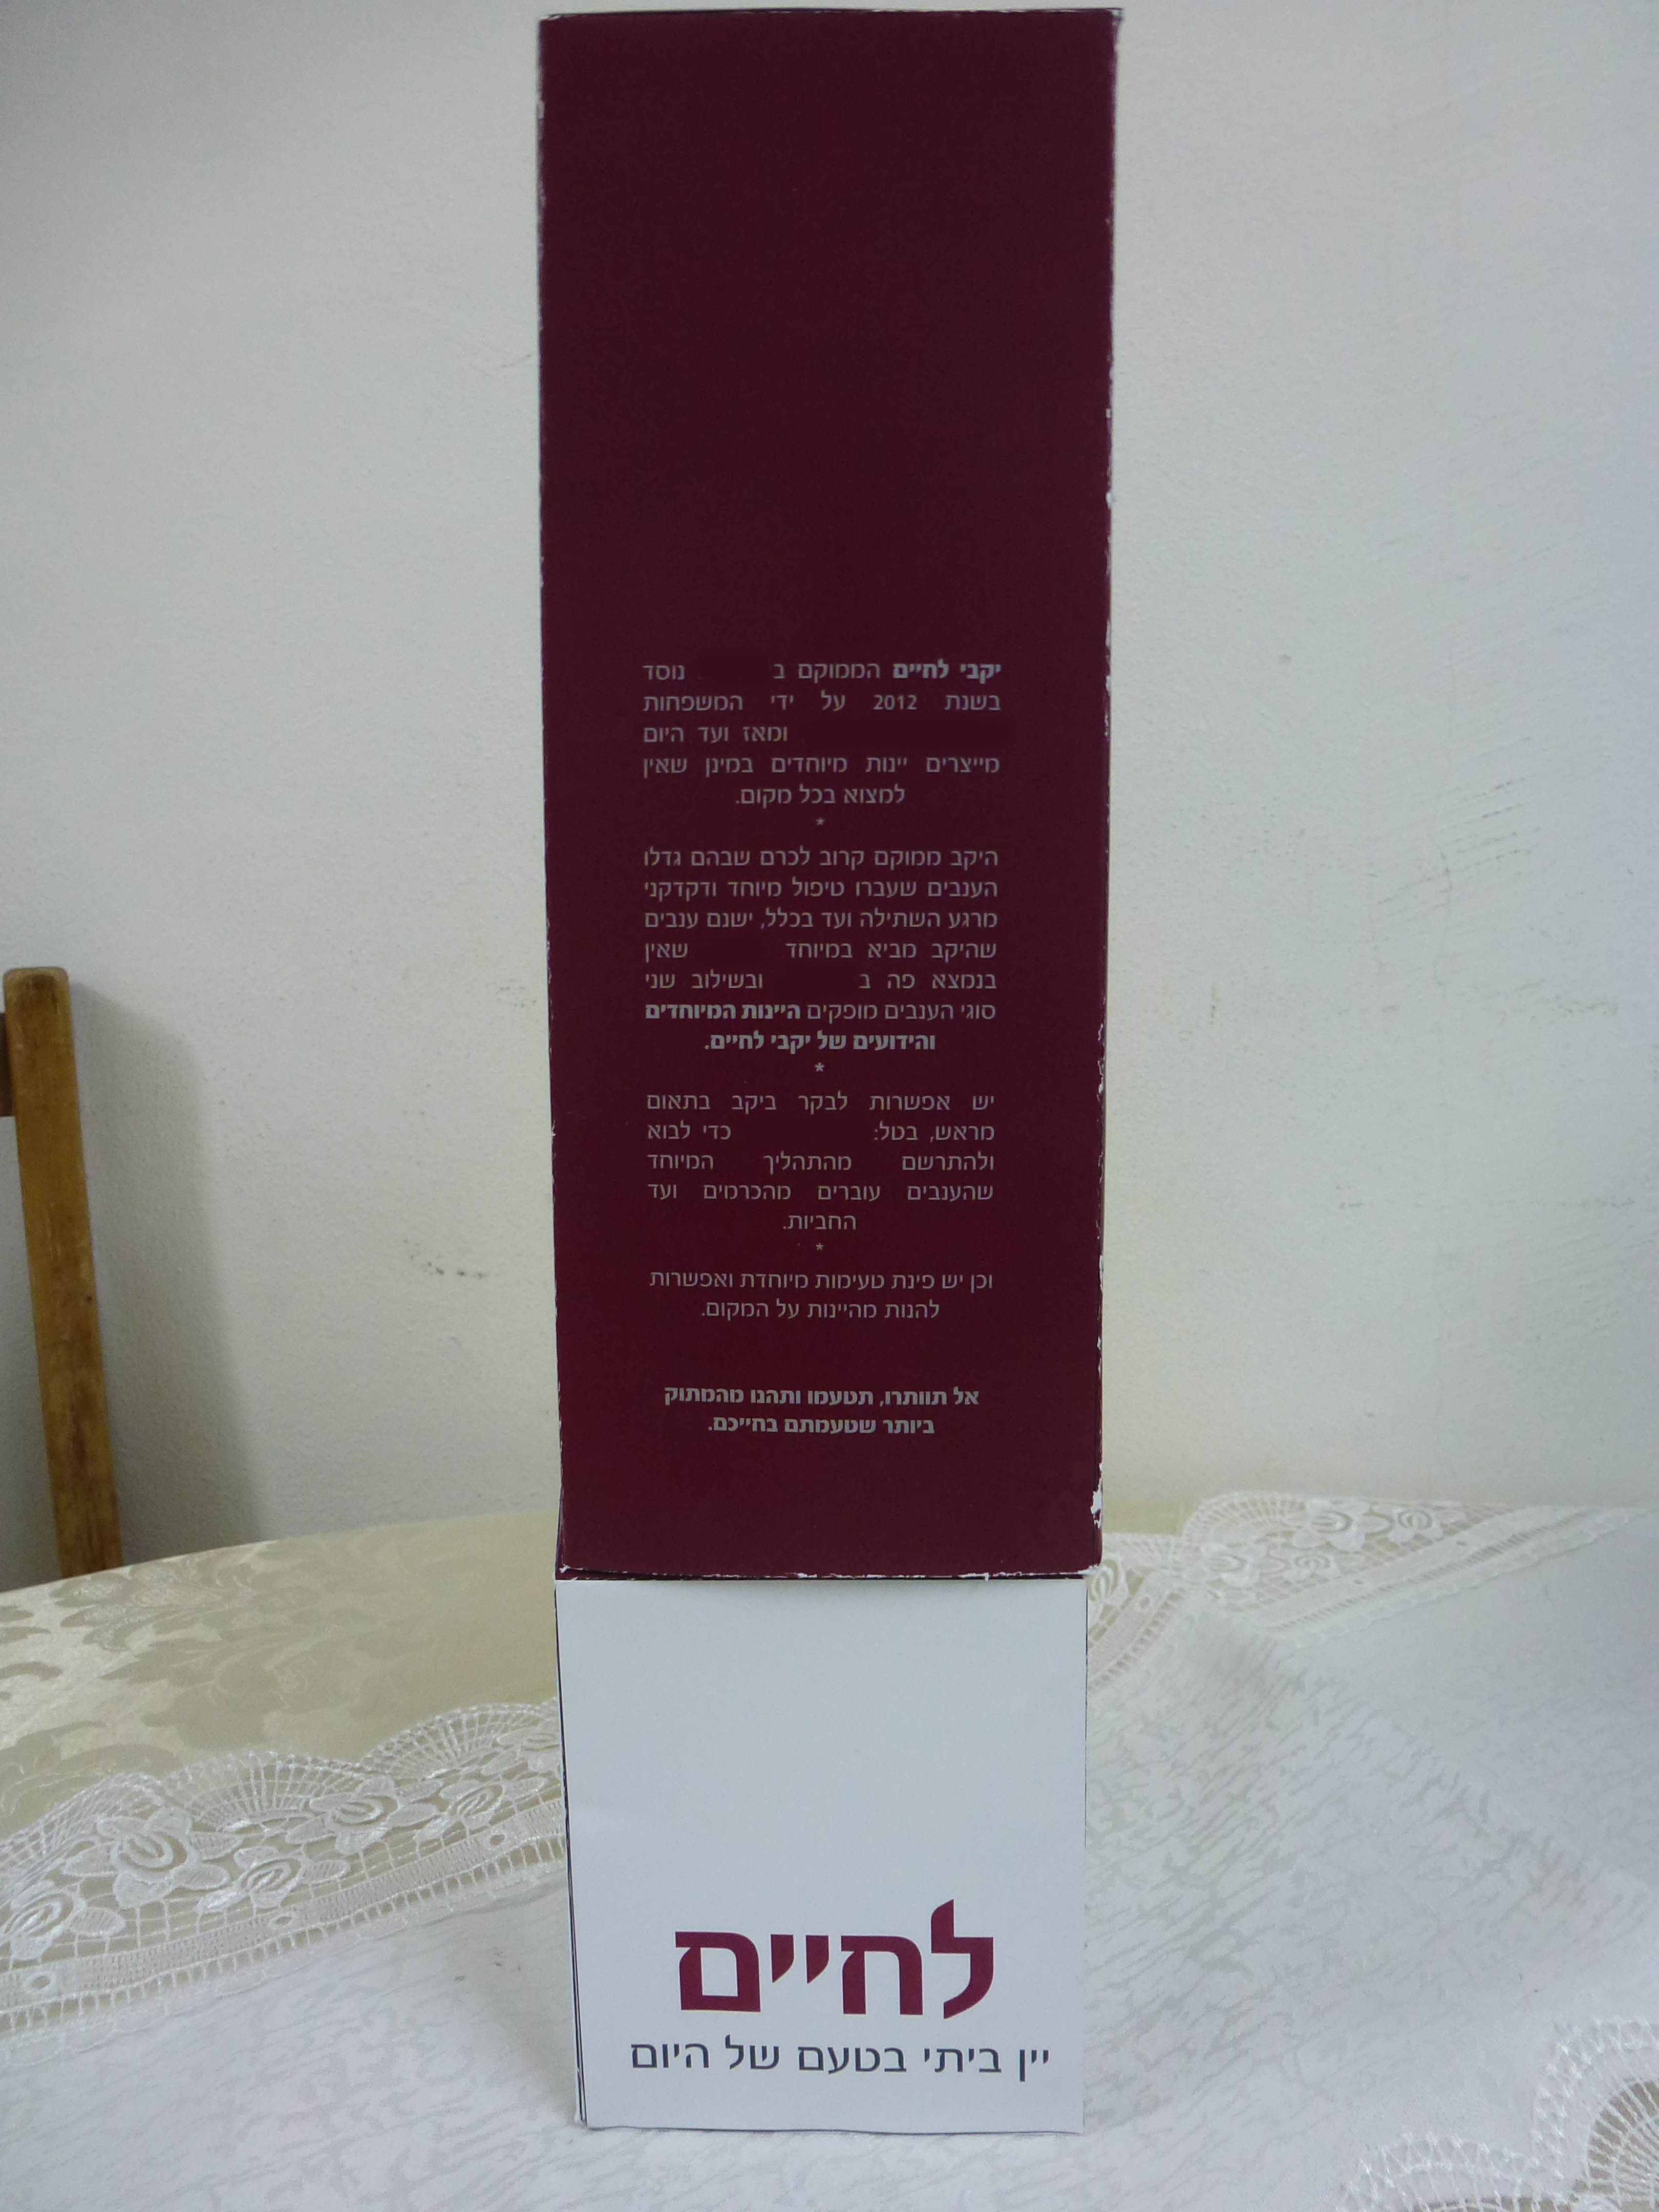 יקבי לחיים הממוקם ב נוסד
בשנת 2012 על ידי המשפחות
ומאז ועד היום
מייצרים יינות מיוחדים במינן שאין
למצוא בכל מקום.
*
היקב ממוקם קרוב לכרם שבהם גדלו
הענבים שעברו טיפול מיוחד ודקדקני
מרגע השתילה ועד בכלל, ישנם ענבים
שהיקב מביא במיוחד שאין
בנמצא פה ב ובשילוב שני
סוגי הענבים מופקים היינות המיוחדים
והידועים של יקבי לחיים.
*
יש אפשרות לבקר ביקב בתאום
מראש, בטל: כדי לבוא
ולהתרשם מהתהליך המיוחד
שהענבים עוברים מהכרמים ועד
החביות.
*
וכן יש פינת טעימות מיוחדת ואפשרות
להנות מהיינות על המקום.
אל תוותרו, תטעמו ותהנו מהמתוק
ביותר שטעמתם בחייכם.
לחיים
יין ביתי בטעם של היום